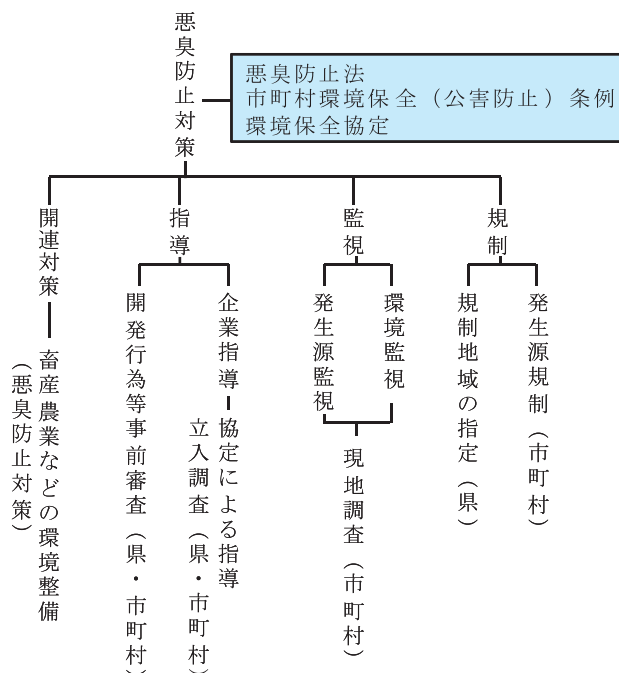 悪臭防止対策
悪臭防止法
市町村環境保全（公害防止）条例
環境保全協定
規制
発生源規制（市町村）
規制地域の指定（県）
監視
環境監視
発生源監視
現地調査（市町村）
指導
企業指導
協定による指導
立入調査（県・市町村）
開発行為等事前審査（県・市町村）
開連対策
畜産農業などの環境整備
（悪臭防止対策）